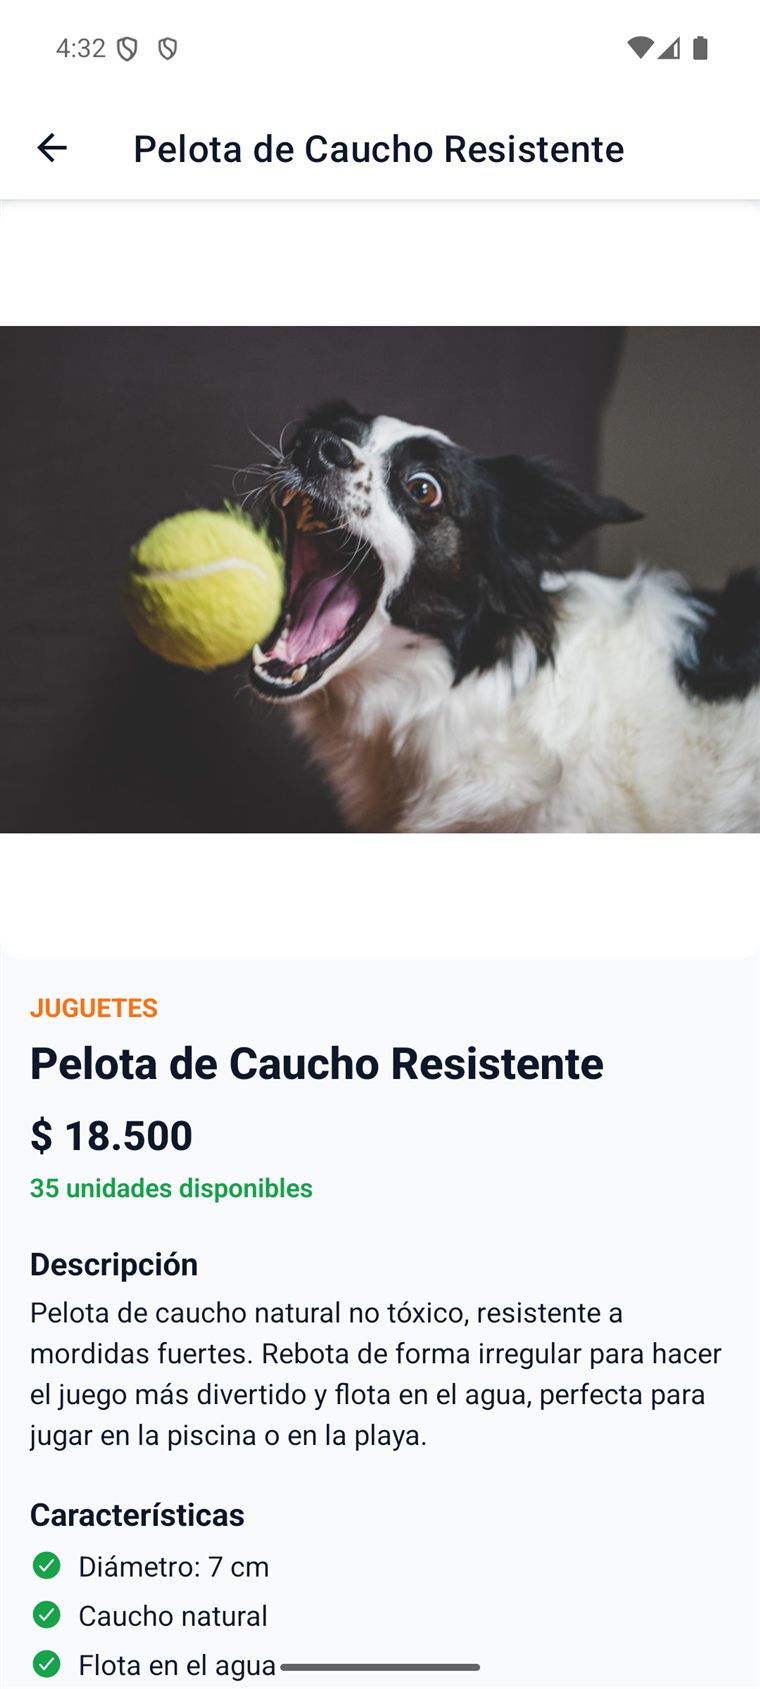 4:32
Pelota de Caucho Resistente
JUGUETES
Pelota de Caucho Resistente
$ 18.500
35 unidades disponibles
Descripción
Pelota de caucho natural no tóxico, resistente a
mordidas fuertes. Rebota de forma irregular para hacer
el juego más divertido y flota en el agua, perfecta para
jugar en la piscina o en la playa.
Características
Diámetro: 7 cm
Caucho natural
Flota en el agua